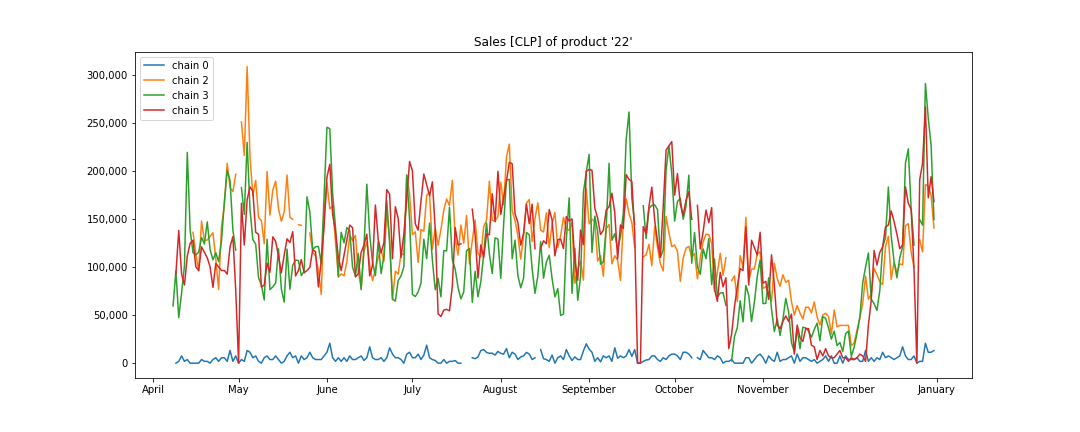 Sales [CLP] of product '22'
chain 0
chain 2
chain 3
chain 5
300,000
250,000
200,000
150,000
100,000
50,000
0
April May June July August September October November December January